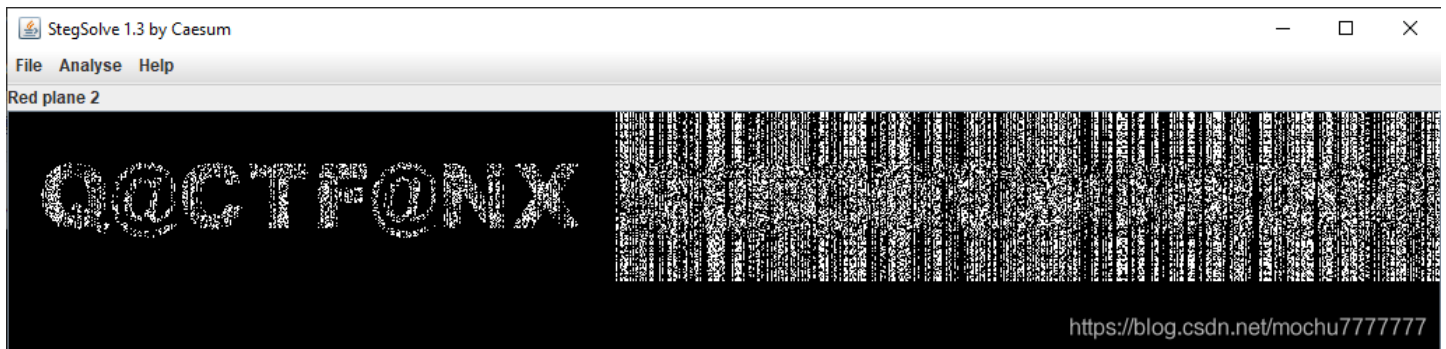 StegSolve 1.3 by Caesum
File Analyse Help
Red plane 2
Q@CTF@NX
https://blog.csdn.net/mochu7777777